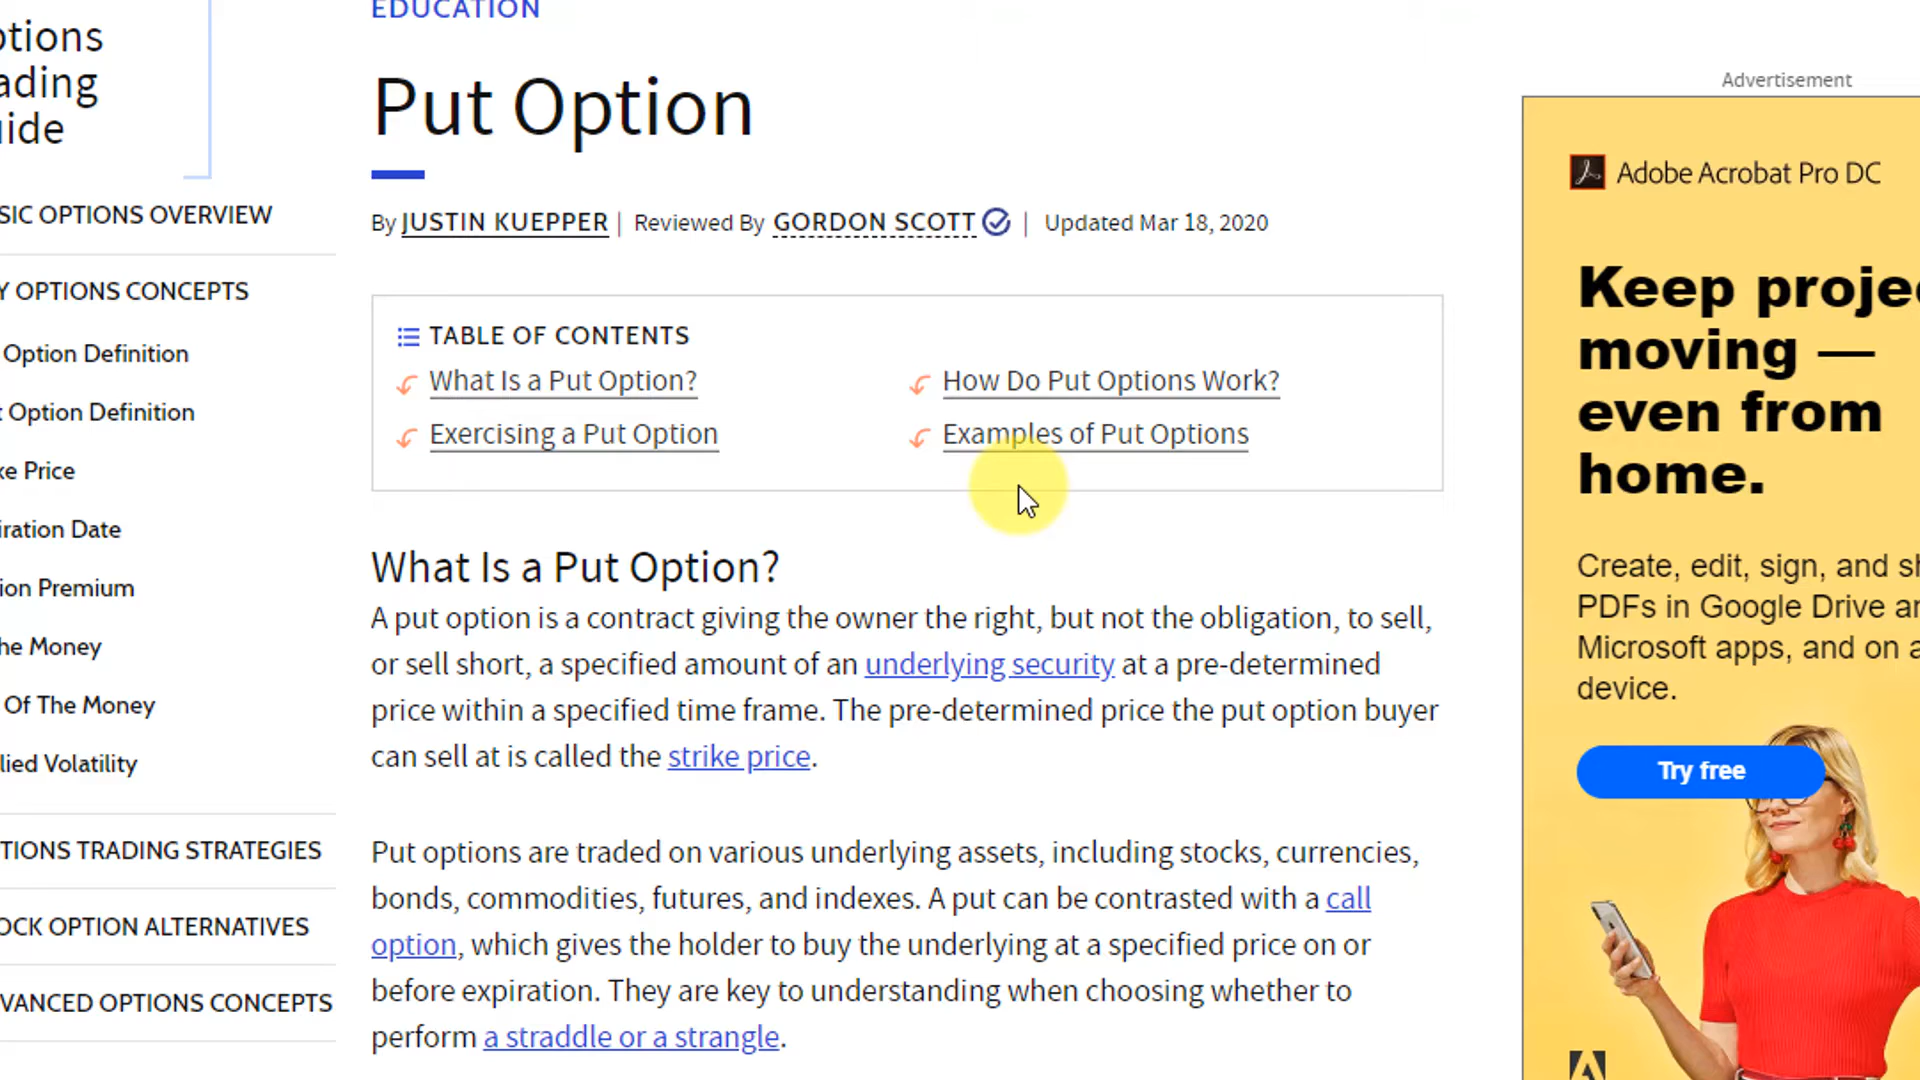 EDUCATION
ptions
ading
uide
SIC OPTIONS OVERVIEW
Y OPTIONS CONCEPTS
Option Definition
t Option Definition
ke Price
iration Date
ion Premium
he Money
Of The Money
lied Volatility
TIONS TRADING STRATEGIES
OCK OPTION ALTERNATIVES
VANCED OPTIONS CONCEPTS
Put Option
By JUSTIN KUEPPER | Reviewed By GORDON SCOTT | Updated Mar 18, 2020
TABLE OF CONTENTS
What Is a Put Option?
How Do Put Options Work?
Exercising a Put Option
Examples of Put Options
What Is a Put Option?
A put option is a contract giving the owner the right, but not the obligation, to sell,
or sell short, a specified amount of an underlying security at a pre-determined
price within a specified time frame. The pre-determined price the put option buyer
can sell at is called the strike price.
Put options are traded on various underlying assets, including stocks, currencies,
bonds, commodities, futures, and indexes. A put can be contrasted with a call
option, which gives the holder to buy the underlying at a specified price on or
before expiration. They are key to understanding when choosing whether to
perform a straddle or a strangle.
Advertisement
Adobe Acrobat Pro DC
Keep projec
moving —
even from
home.
Create, edit, sign, and sh
PDFs in Google Drive an
Microsoft apps, and on a
device.
Try free